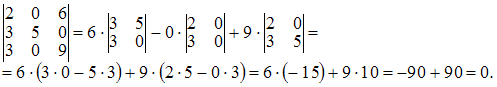 |2 0 6; 3 5 0; 3 0 9| = 6 · |3 5; 3 0| − 0 · |2 0; 3 0| + 9 · |2 0; 3 5| =
= 6 · (3 · 0 − 5 · 3) + 9 · (2 · 5 − 0 · 3) = 6 · (−15) + 9 · 10 = −90 + 90 = 0.